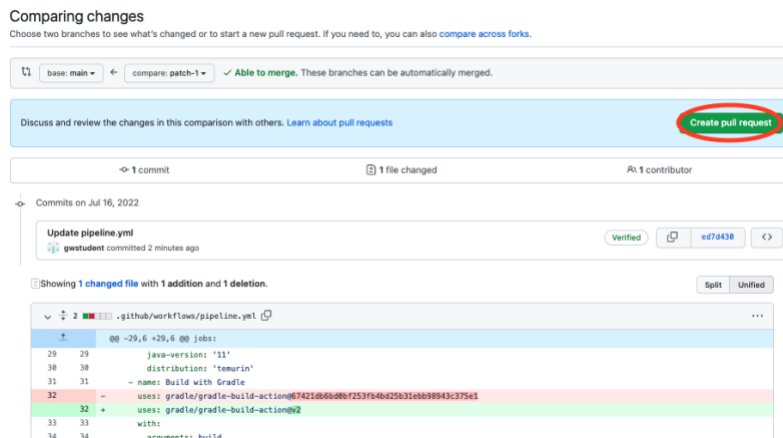 Comparing changes
Choose two branches to see what's changed or to start a new pull request. If you need to, you can also compare across forks.
base: main ← compare: patch-1 ✓ Able to merge. These branches can be automatically merged.
Discuss and review the changes in this comparison with others. Learn about pull requests Create pull request
1 commit 1 file changed 1 contributor
Commits on Jul 16, 2022
Update pipeline.yml
gwstudent committed 2 minutes ago Verified ed7d430 <>
Showing 1 changed file with 1 addition and 1 deletion. Split Unified
2 .github/workflows/pipeline.yml ...
@@ -29,6 +29,6 @@ jobs:
29 29 java-version: '11'
30 30 distribution: 'temurin'
31 31 - name: Build with Gradle
32 - uses: gradle/gradle-build-action@67421db6bd0bf253fb4bd25b31ebb98943c375e1
32 + uses: gradle/gradle-build-action@v2
33 33 with:
34 34 arguments: build